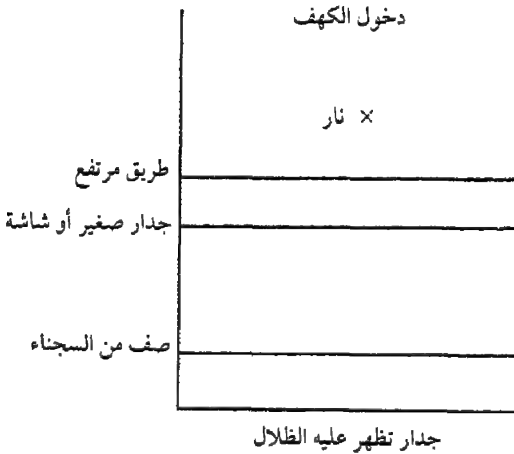 دخول الكهف
× نار
طريق مرتفع
جدار صغير أو شاشة
صف من السجناء
جدار تظهر عليه الظلال